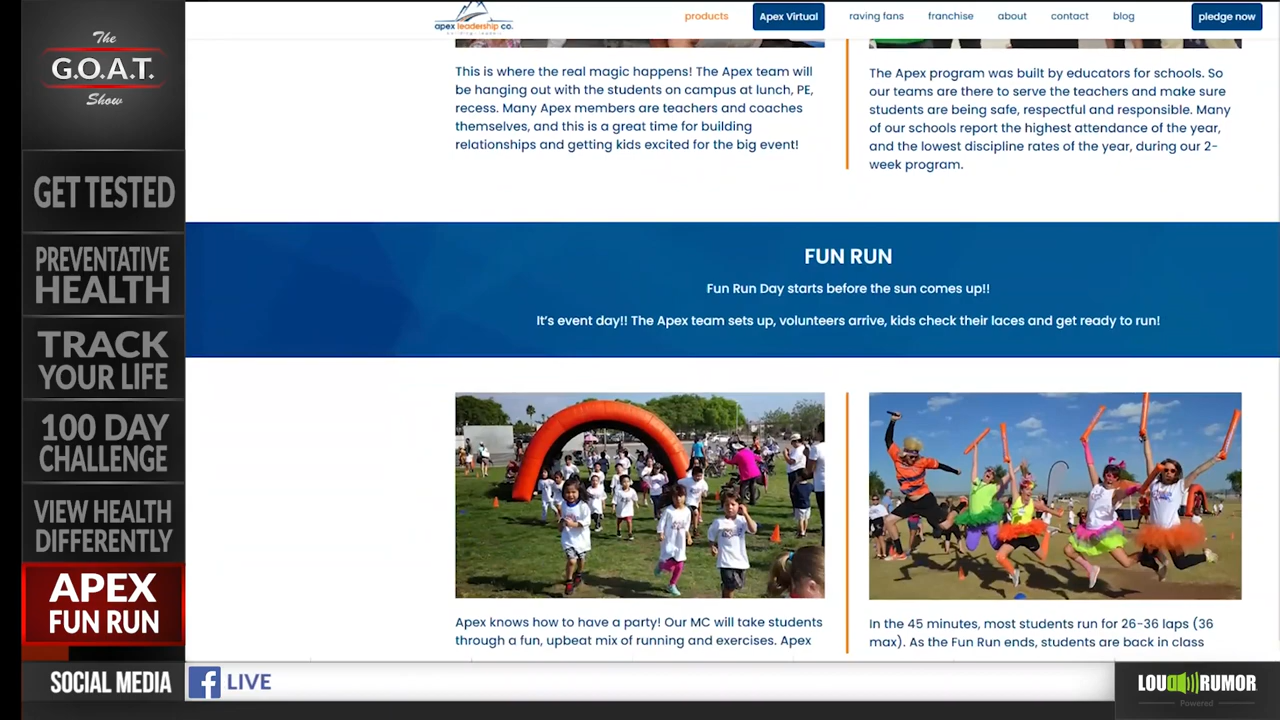 The
G.O.A.T.
Show
GET TESTED
PREVENTATIVE
HEALTH
TRACK
YOUR LIFE
100 DAY
CHALLENGE
VIEW HEALTH
DIFFERENTLY
APEX
FUN RUN
SOCIAL MEDIA
apex leadership co.
products
Apex Virtual
raving fans
franchise
about
contact
blog
pledge now
This is where the real magic happens! The Apex team will
be hanging out with the students on campus at lunch, PE,
recess. Many Apex members are teachers and coaches
themselves, and this is a great time for building
relationships and getting kids excited for the big event!
The Apex program was built by educators for schools. So
our teams are there to serve the teachers and make sure
students are being safe, respectful and responsible. Many
of our schools report the highest attendance of the year,
and the lowest discipline rates of the year, during our 2-
week program.
FUN RUN
Fun Run Day starts before the sun comes up!!
It's event day!! The Apex team sets up, volunteers arrive, kids check their laces and get ready to run!
Apex knows how to have a party! Our MC will take students
through a fun, upbeat mix of running and exercises. Apex
In the 45 minutes, most students run for 26-36 laps (36
max). As the Fun Run ends, students are back in class
f LIVE
LOUD RUMOR
Powered